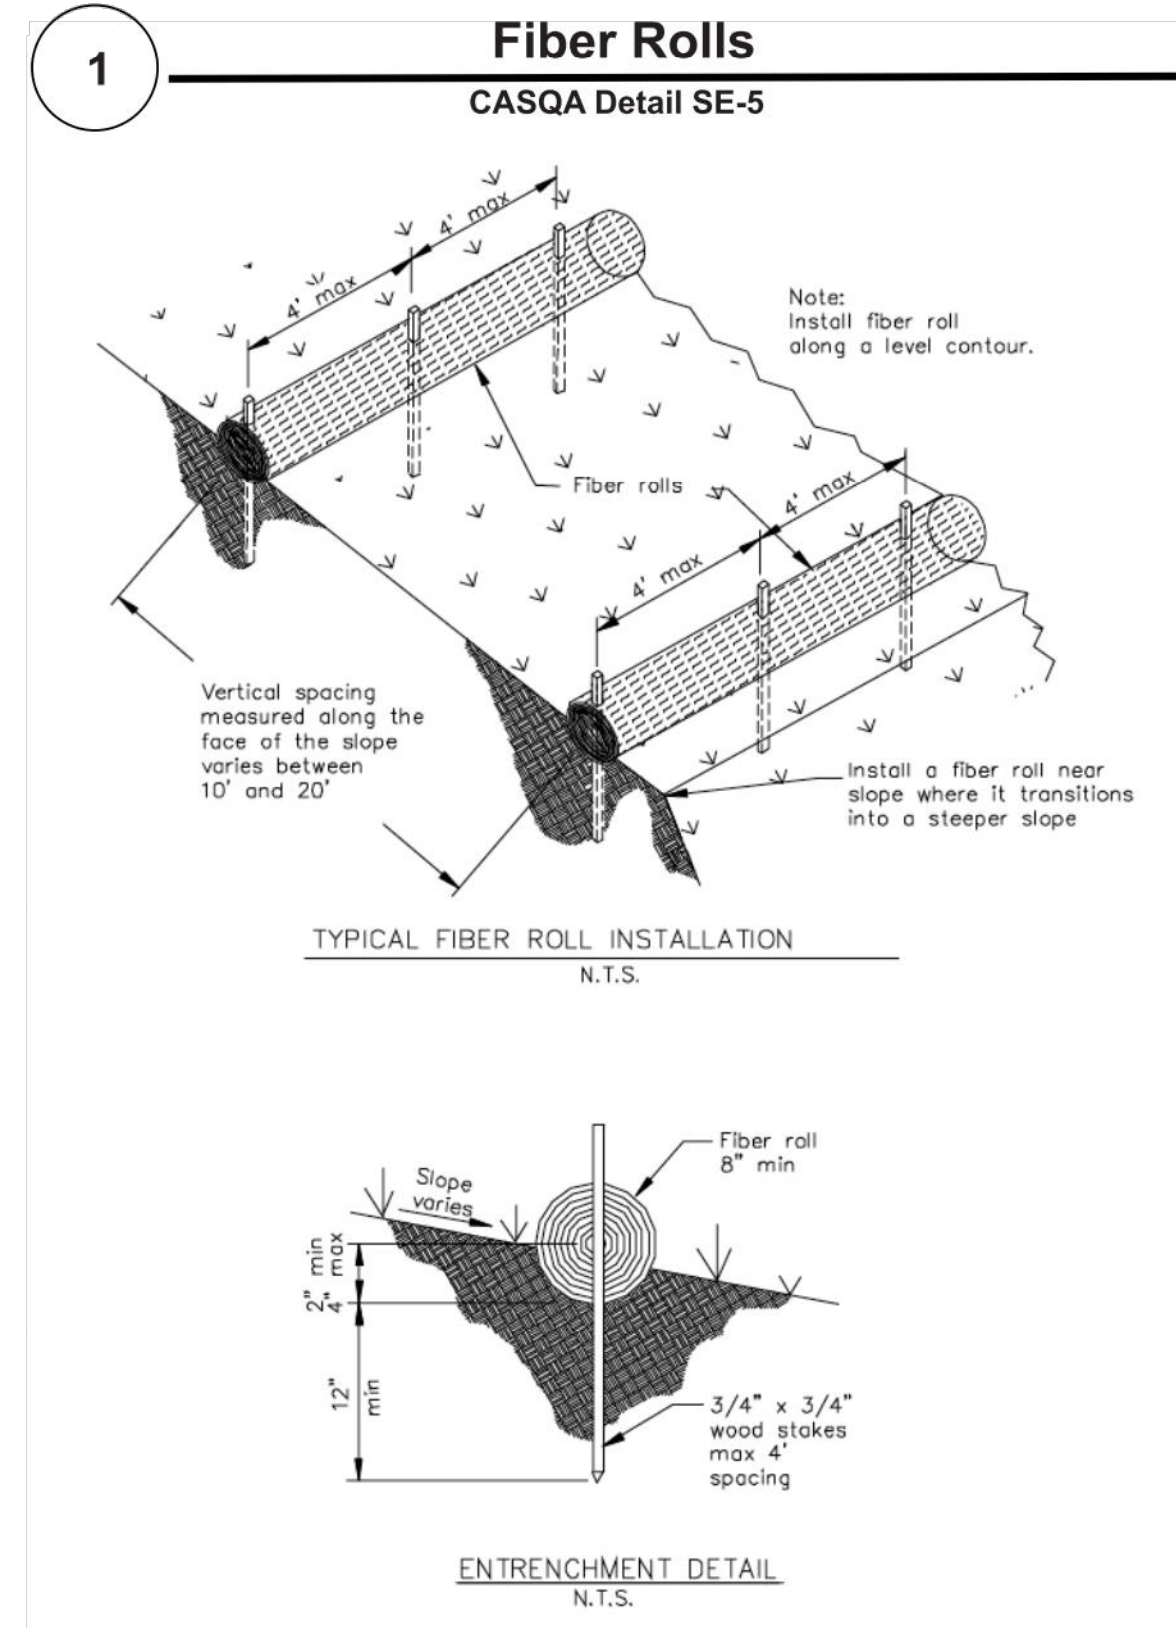 1
Fiber Rolls
CASQA Detail SE-5
4' max
4' max
Note:
Install fiber roll
along a level contour.
Fiber rolls
4' max
4' max
Vertical spacing
measured along the
face of the slope
varies between
10' and 20'
Install a fiber roll near
slope where it transitions
into a steeper slope
TYPICAL FIBER ROLL INSTALLATION
N.T.S.
Fiber roll
8" min
Slope
varies
2" min
4" max
12"
min
3/4" x 3/4"
wood stakes
max 4'
spacing
ENTRENCHMENT DETAIL
N.T.S.